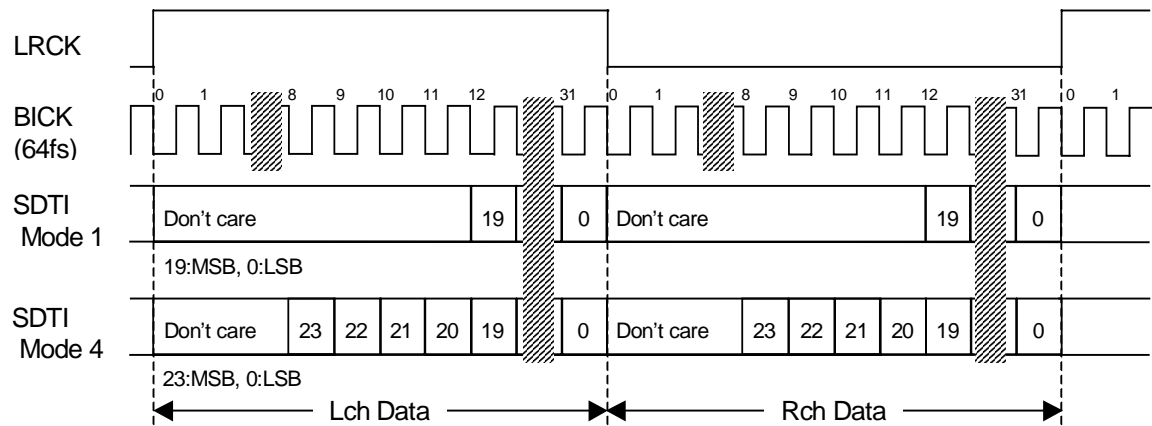 LRCK
BICK
(64fs)
0 1 8 9 10 11 12 31 0 1 8 9 10 11 12 31 0 1
SDTI
Mode 1
Don't care 19 0 Don't care 19 0
19:MSB, 0:LSB
SDTI
Mode 4
Don't care 23 22 21 20 19 0 Don't care 23 22 21 20 19 0
23:MSB, 0:LSB
Lch Data Rch Data